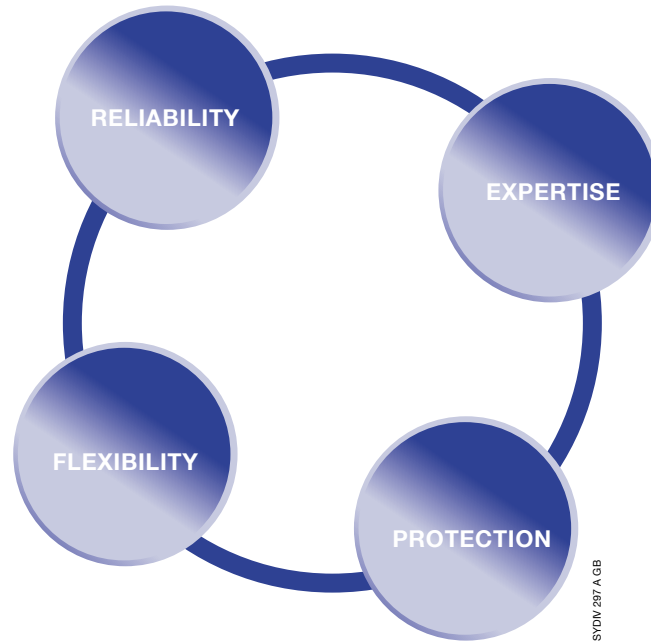 RELIABILITY
EXPERTISE
FLEXIBILITY
PROTECTION
SYDIV 297 A GB